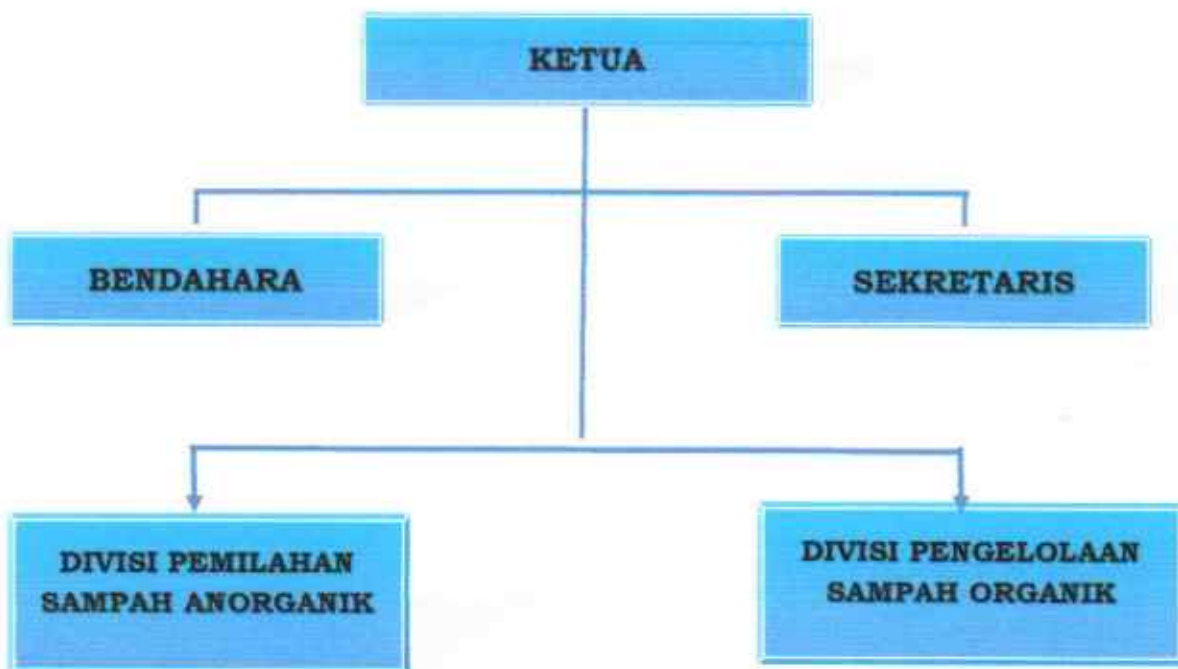 KETUA
BENDAHARA
SEKRETARIS
DIVISI PEMILAHAN
SAMPAH ANORGANIK
DIVISI PENGELOLAAN
SAMPAH ORGANIK